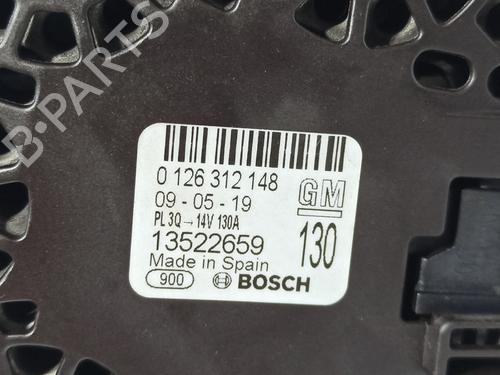 B-PARTS
0 126 312 148
09 - 05 - 19
GM
PL 3Q → 14V 130A
13522659
130
Made in Spain
900
BOSCH